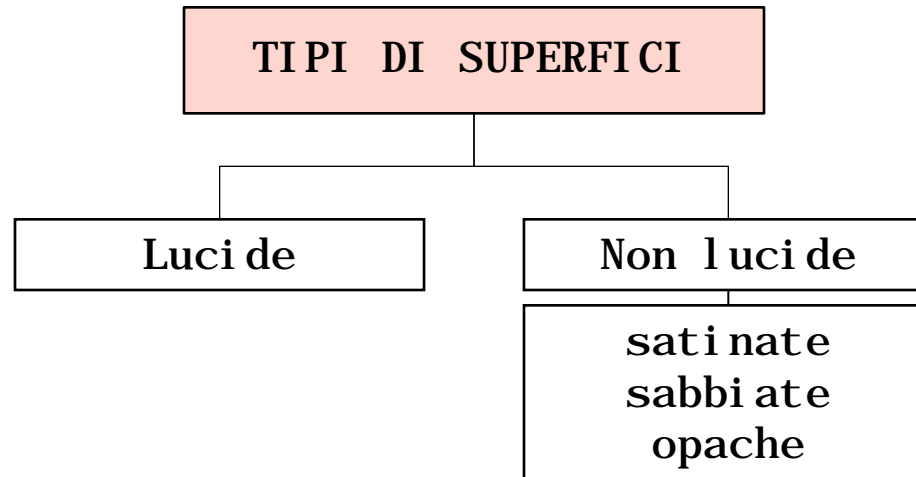 TIPI DI SUPERFICI
Lucide
Non lucide
satinate
sabbiate
opache